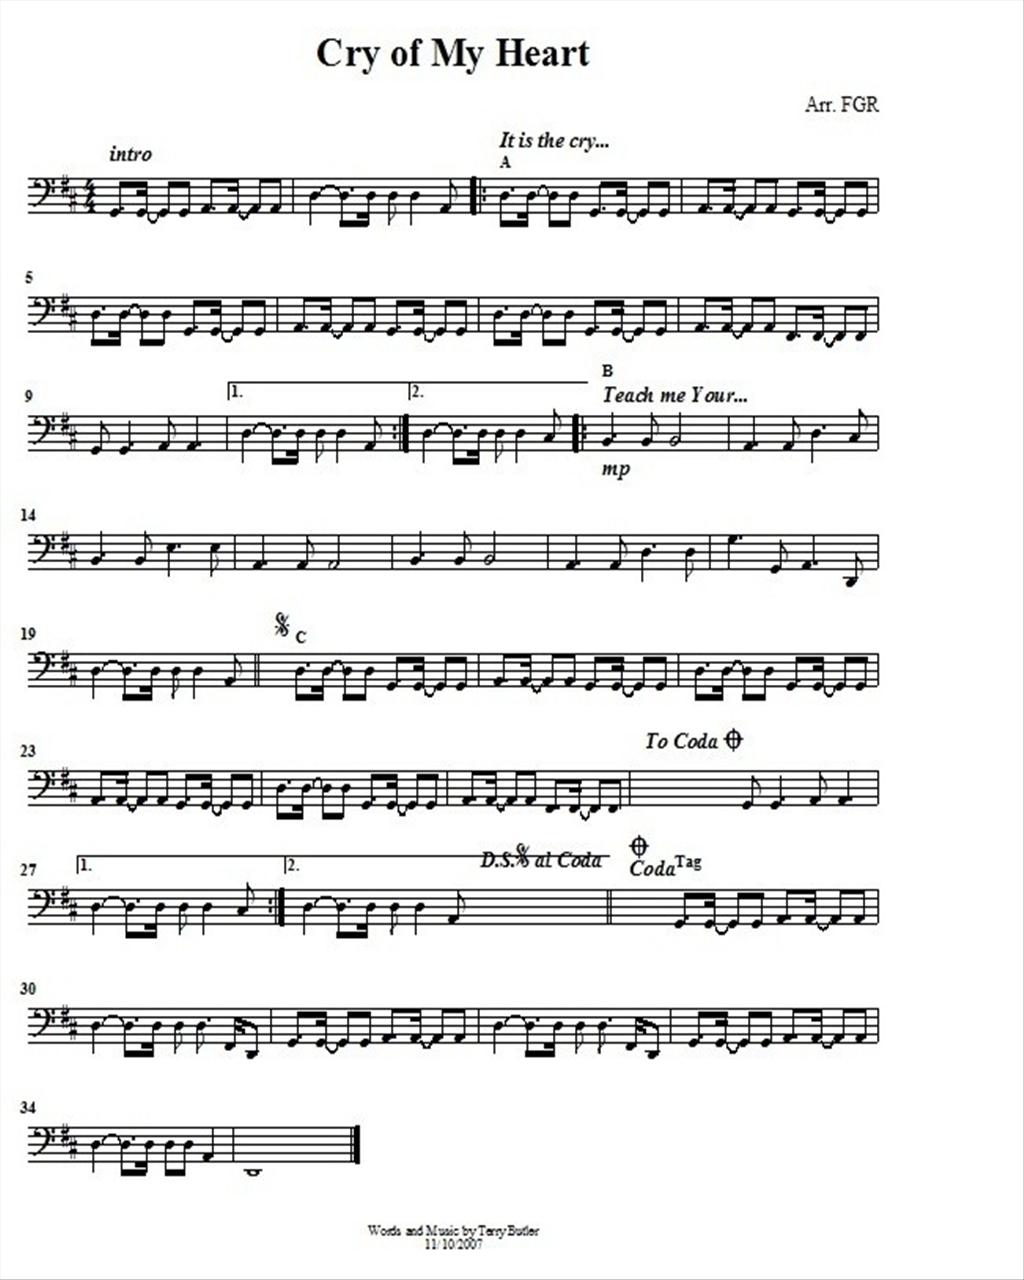 Cry of My Heart
Arr. FGR
intro
It is the cry...
A
4
4
5
9
1.
2.
B
Teach me Your...
mp
14
19
C
23
To Coda
27
1.
2.
D.S. al Coda
Coda Tag
30
34
Words and Music by Terry Butler
11/10/2007